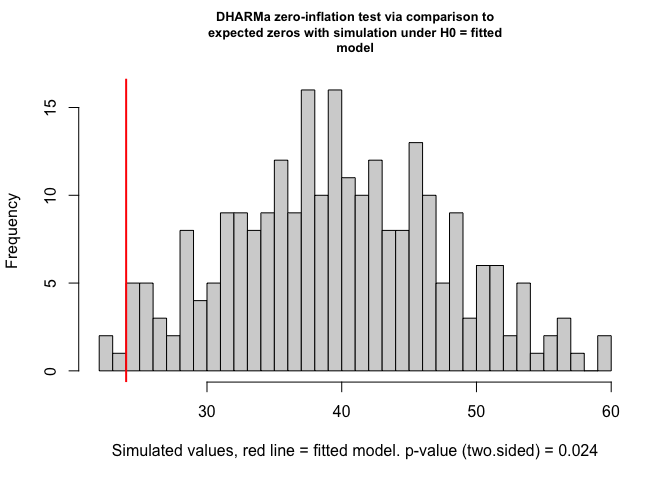 DHARMa zero-inflation test via comparison to
expected zeros with simulation under H0 = fitted
model
Frequency
15
10
5
0
30 40 50 60
Simulated values, red line = fitted model. p-value (two.sided) = 0.024